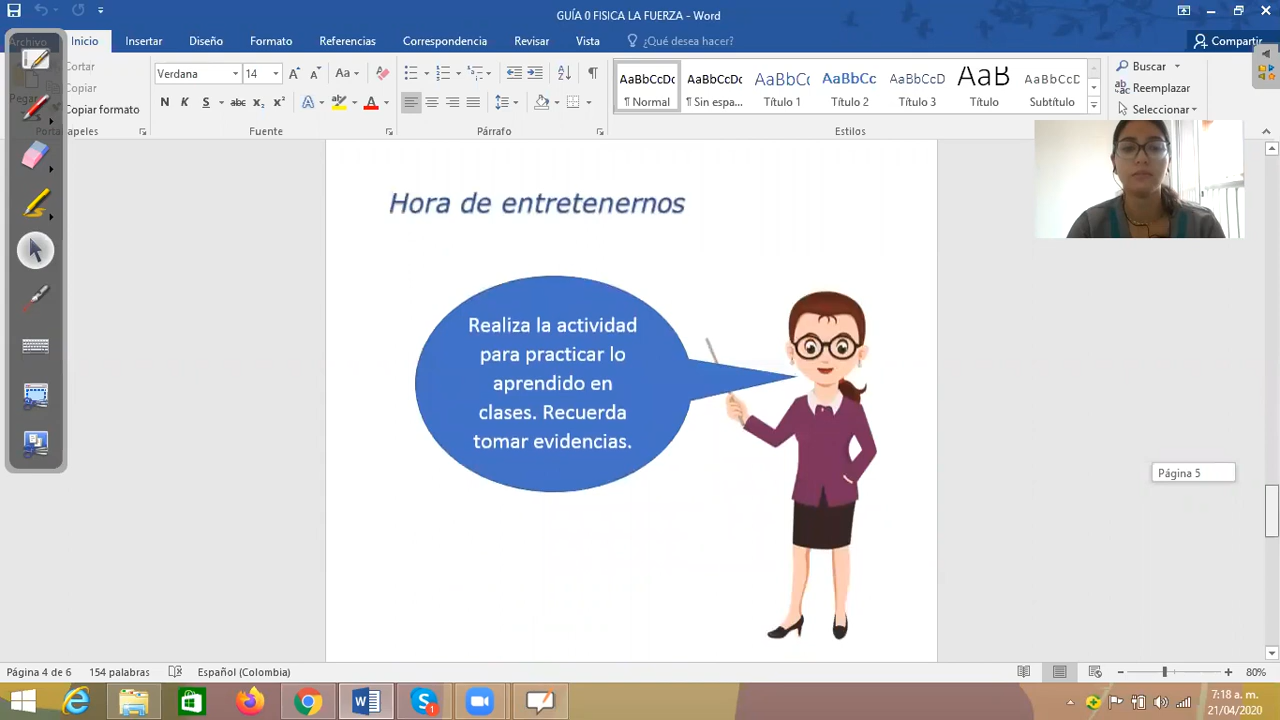 GUÍA 0 FISICA LA FUERZA - Word
Archivo
Inicio
Insertar
Diseño
Formato
Referencias
Correspondencia
Revisar
Vista
¿Qué desea hacer?
Compartir
Cortar
Copiar
Pegar
Copiar formato
Verdana
14
Aa
N K S abc x₂ x²
A
A
AaBbCcDc
¶ Normal
AaBbCcDc
¶ Sin espa...
AaBbCc
Título 1
AaBbCc
Título 2
AaBbCcD
Título 3
AaB
Título
AaBbCcD
Subtítulo
Buscar
Reemplazar
Seleccionar
Fuente
Párrafo
Estilos
Hora de entretenernos
Realiza la actividad
para practicar lo
aprendido en
clases. Recuerda
tomar evidencias.
Página 5
Página 4 de 6
154 palabras
Español (Colombia)
80%
7:18 a. m.
21/04/2020